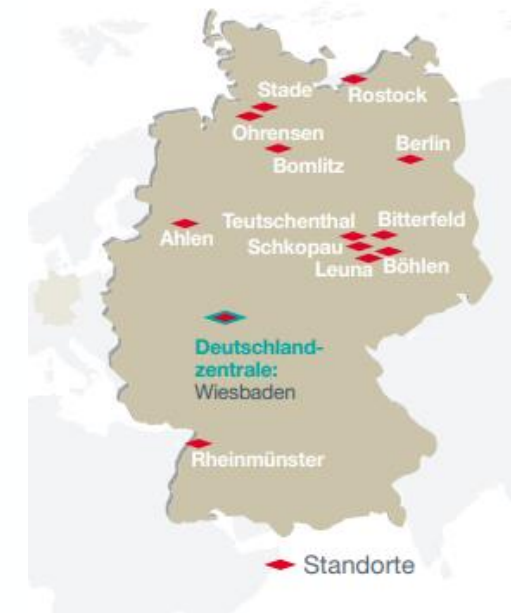 Stade
Rostock
Ohrensen
Berlin
Bomlitz
Teutschenthal
Bitterfeld
Ahlen
Schkopau
Leuna
Böhlen
Deutschland-
zentrale:
Wiesbaden
Rheinmünster
Standorte